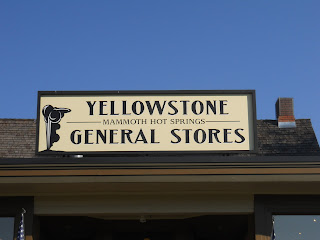 YELLOWSTONE
MAMMOTH HOT SPRINGS
GENERAL STORES